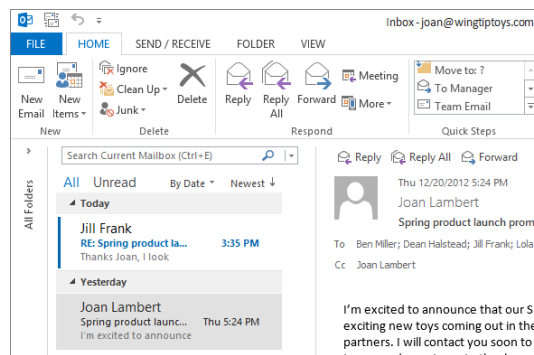 Inbox - joan@wingtiptoys.com
FILE HOME SEND / RECEIVE FOLDER VIEW
New Email
New Items
Ignore
Clean Up
Junk
Delete
Reply
Reply All
Forward
Meeting
More
Move to: ?
To Manager
Team Email
New Delete Respond Quick Steps
All Folders
Search Current Mailbox (Ctrl+E)
All Unread By Date Newest
Today
Jill Frank
RE: Spring product la... 3:35 PM
Thanks Joan, I look
Yesterday
Joan Lambert
Spring product launc... Thu 5:24 PM
I'm excited to announce
Reply Reply All Forward
Thu 12/20/2012 5:24 PM
Joan Lambert
Spring product launch prom
To Ben Miller; Dean Halstead; Jill Frank; Lola
Cc Joan Lambert
I'm excited to announce that our S
exciting new toys coming out in the
partners. I will contact you soon to